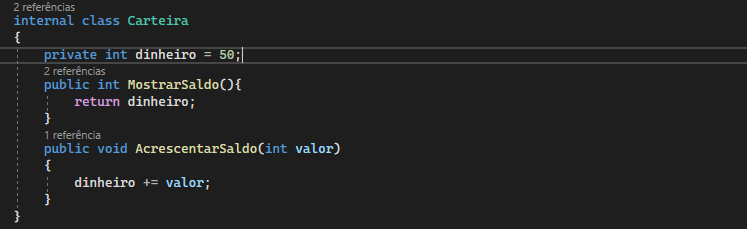 2 referências
internal class Carteira
{
private int dinheiro = 50;
2 referências
public int MostrarSaldo(){
return dinheiro;
}
1 referência
public void AcrescentarSaldo(int valor)
{
dinheiro += valor;
}
}